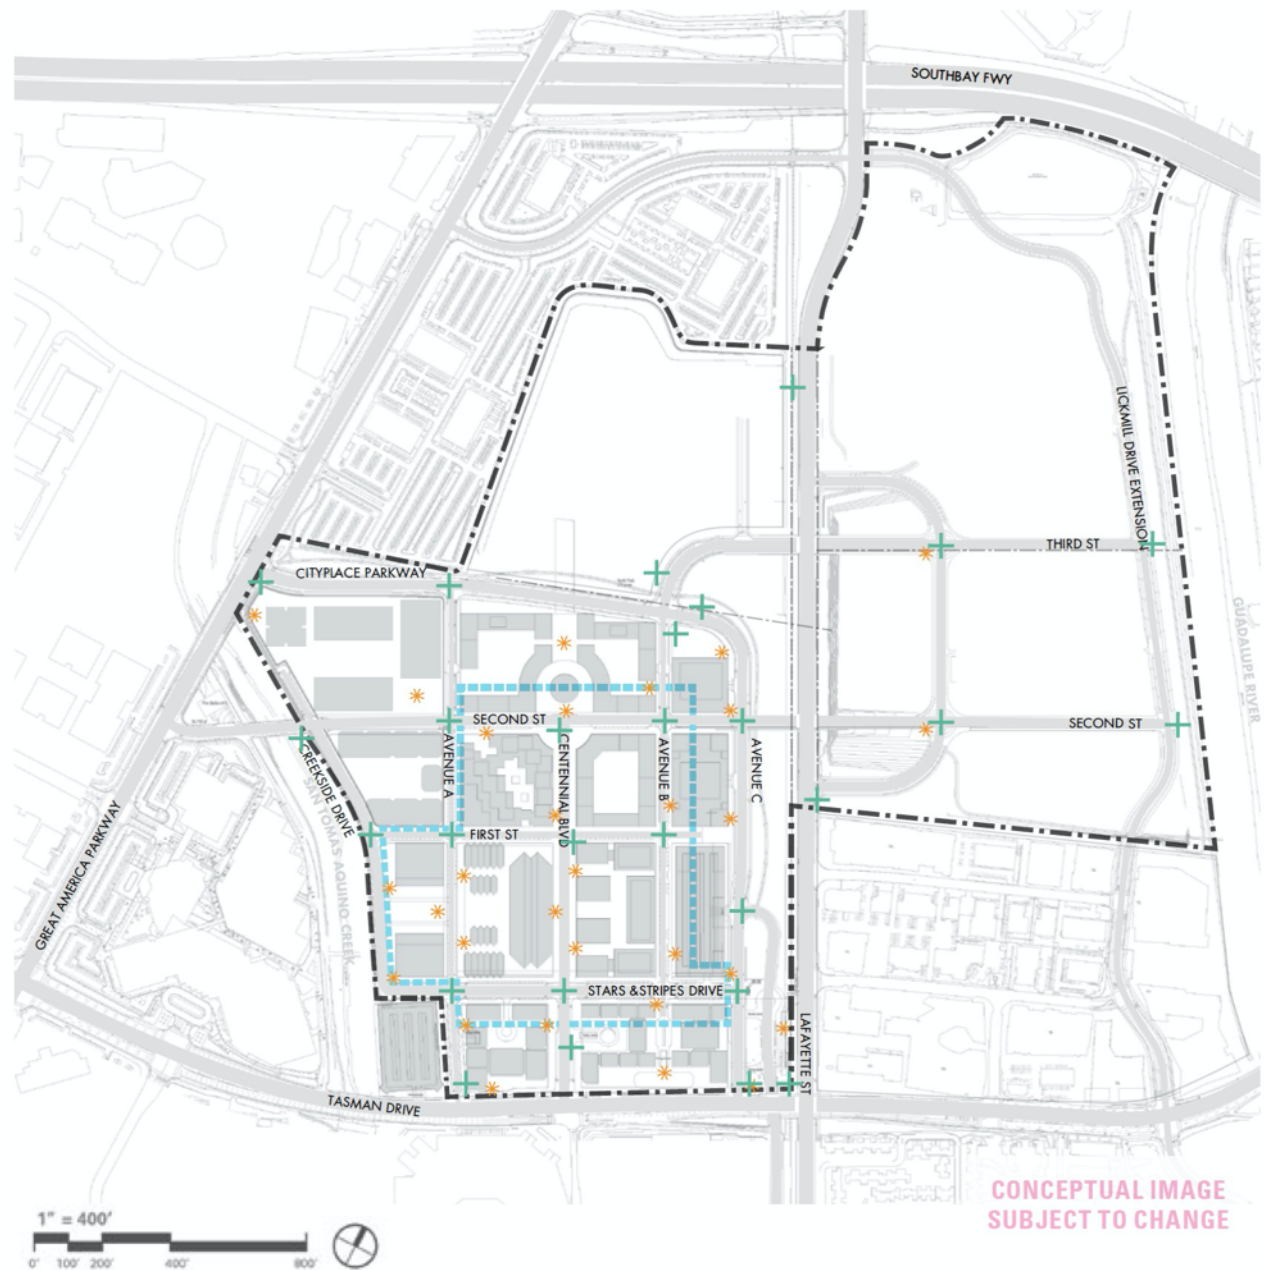 SOUTHBAY FWY
LICKMILL DRIVE EXTENSION
THIRD ST
CITYPLACE PARKWAY
GUADALUPE RIVER
SECOND ST
SECOND ST
AVENUE A
CENTENNIAL BLVD
AVENUE B
AVENUE C
CREEKSIDE DRIVE
SAN TOMAS AQUINO CREEK
FIRST ST
GREAT AMERICA PARKWAY
STARS &STRIPES DRIVE
LAFAYETTE ST
TASMAN DRIVE
CONCEPTUAL IMAGE
SUBJECT TO CHANGE
1" = 400'
0' 100' 200' 400' 800'